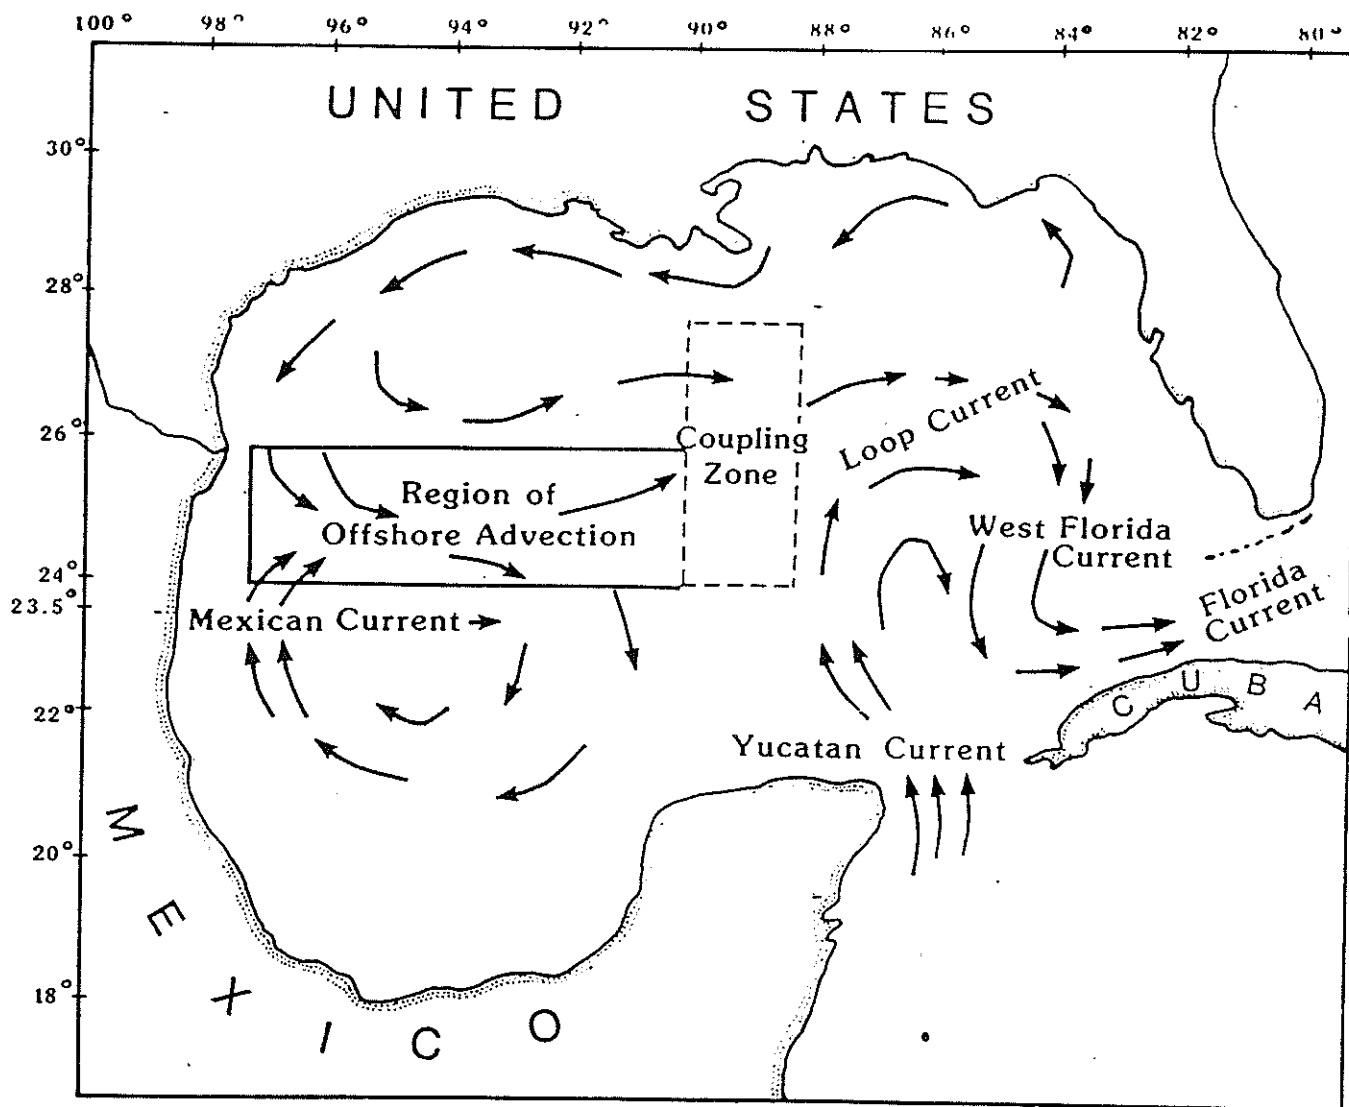 100° 98° 96° 94° 92° 90° 88° 86° 84° 82° 80°
UNITED STATES
30°
28°
26°
24°
23.5°
22°
20°
18°
Loop Current
Coupling
Zone
Region of
Offshore Advection
West Florida
Current
Florida
Current
Mexican Current
CUBA
Yucatan Current
MEXICO